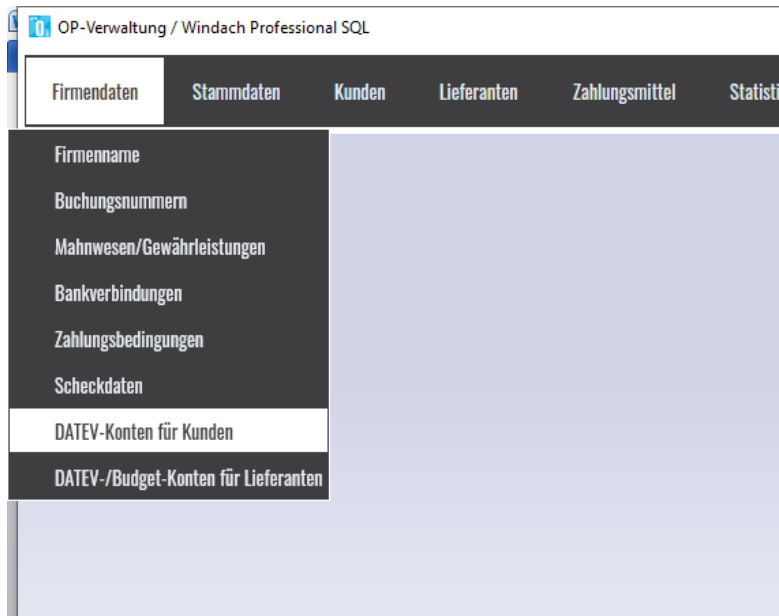 OP-Verwaltung / Windach Professional SQL
Firmendaten Stammdaten Kunden Lieferanten Zahlungsmittel
Firmenname
Buchungsnummern
Mahnwesen/Gewährleistungen
Bankverbindungen
Zahlungsbedingungen
Scheckdaten
DATEV-Konten für Kunden
DATEV-/Budget-Konten für Lieferanten